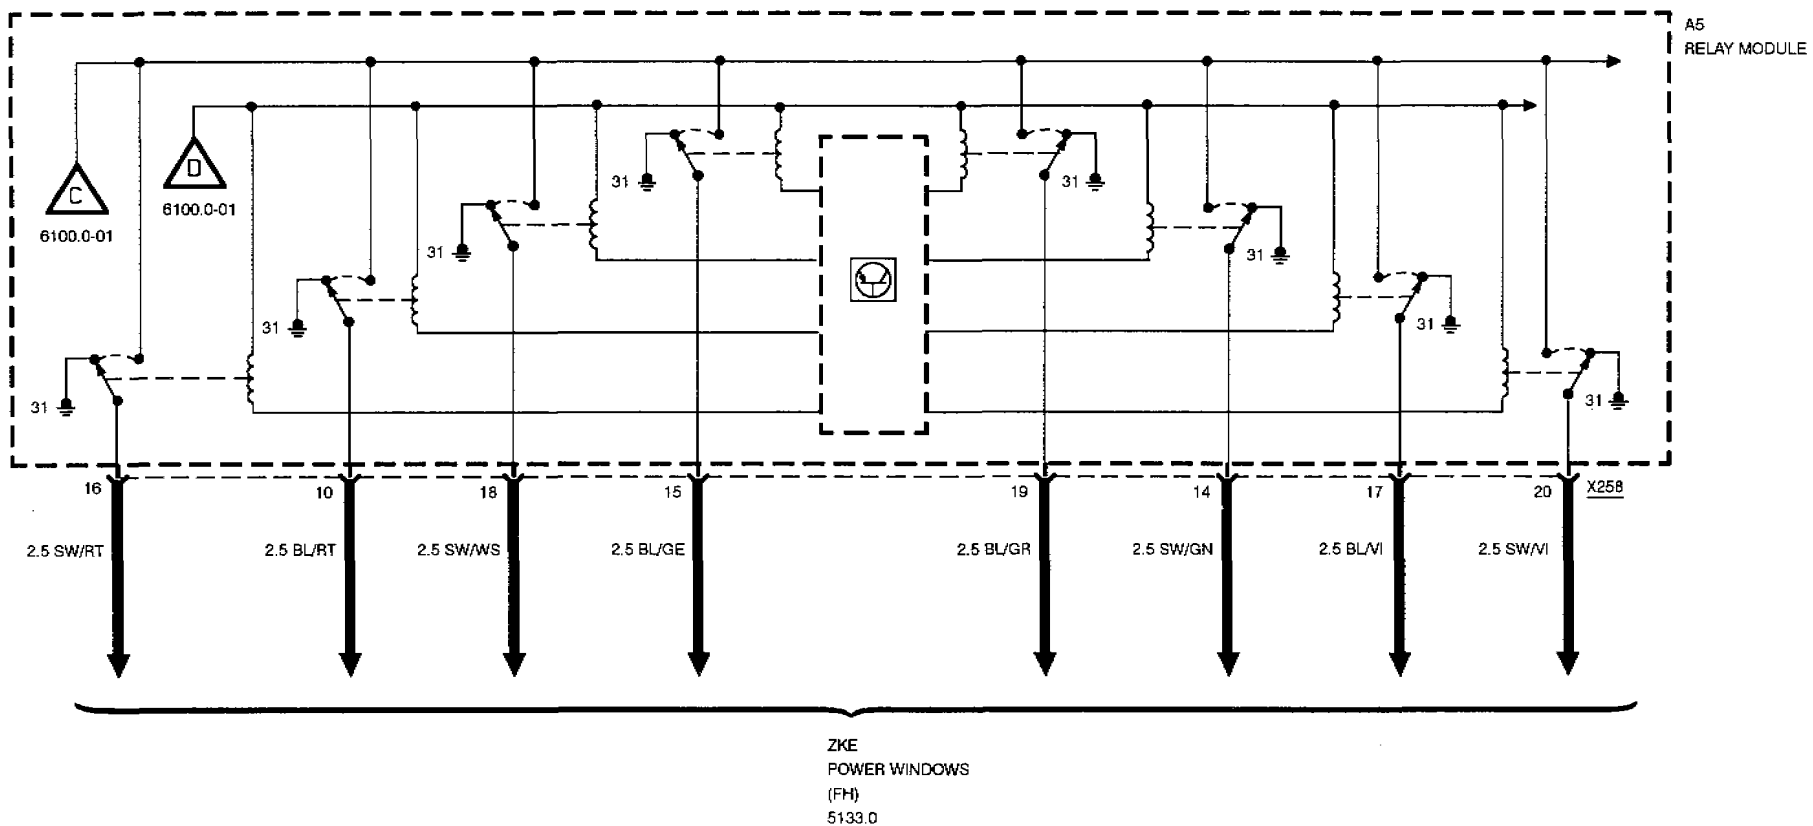 A5
RELAY MODULE
C
6100.0-01
D
6100.0-01
31
31
31
31
31
31
31
31
16
10
18
15
19
14
17
20
X258
2.5 SW/RT
2.5 BL/RT
2.5 SW/WS
2.5 BL/GE
2.5 BL/GR
2.5 SW/GN
2.5 BL/VI
2.5 SW/VI
ZKE
POWER WINDOWS
(FH)
5133.0